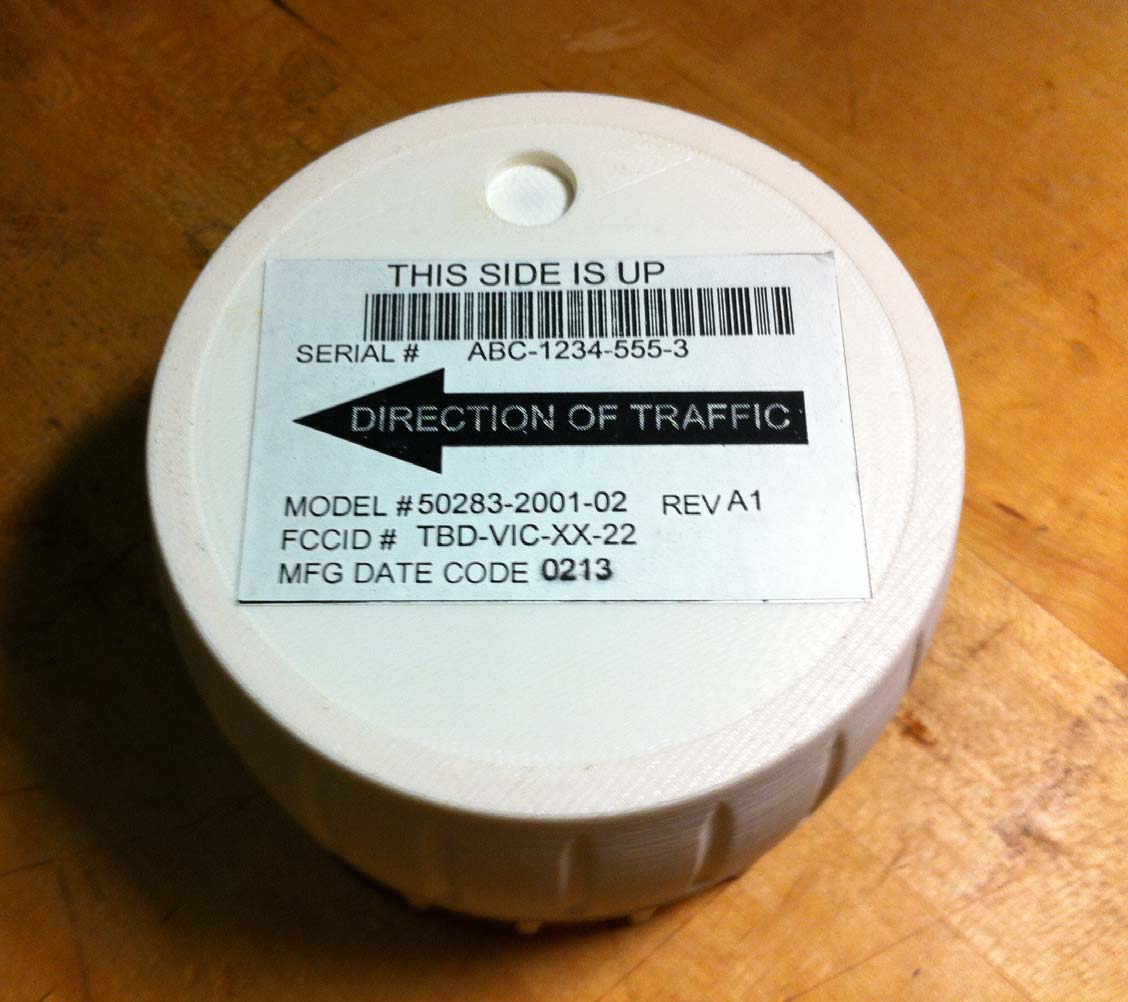 THIS SIDE IS UP
SERIAL # ABC-1234-555-3
DIRECTION OF TRAFFIC
MODEL # 50283-2001-02 REV A1
FCCID # TBD-VIC-XX-22
MFG DATE CODE 0213